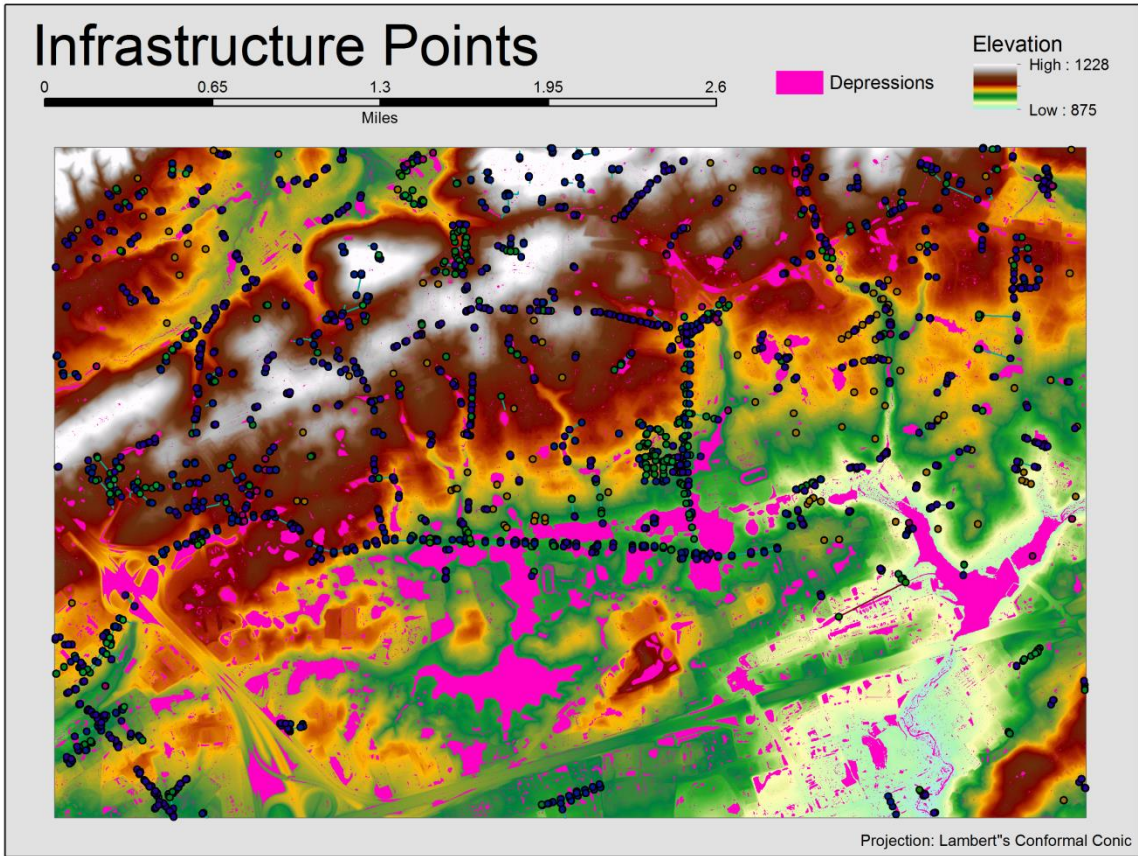 Infrastructure Points
0 0.65 1.3 1.95 2.6
Miles
Depressions
Elevation
High : 1228
Low : 875
Projection: Lambert"s Conformal Conic